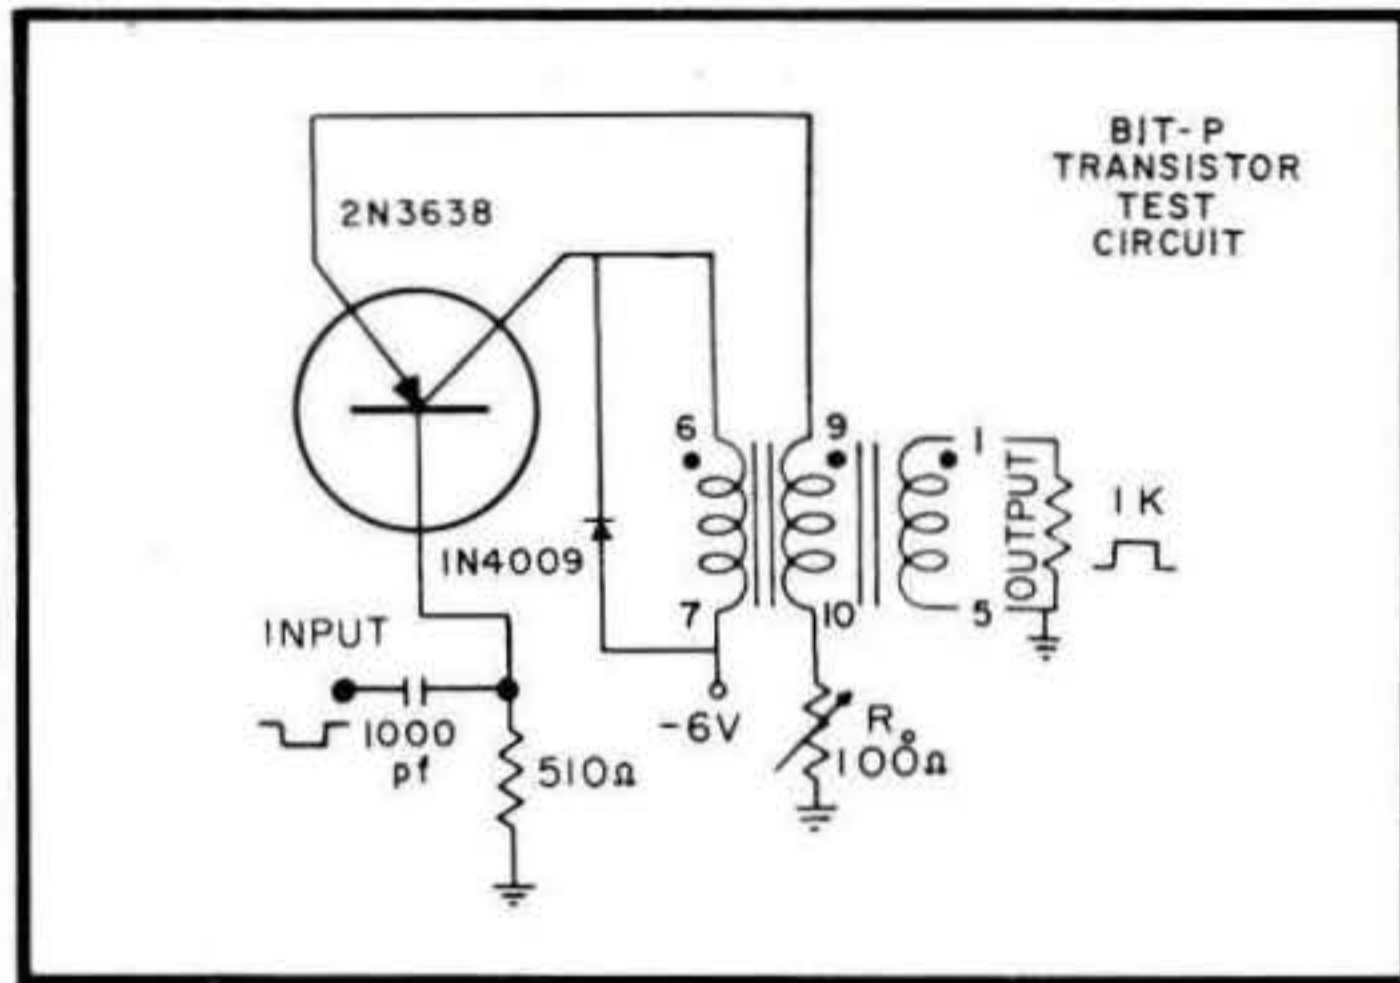 BIT-P
TRANSISTOR
TEST
CIRCUIT
2N3638
6
9
1
OUTPUT
1K
1N4009
7
10
5
INPUT
1000
pf
510Ω
-6V
R₀
100Ω